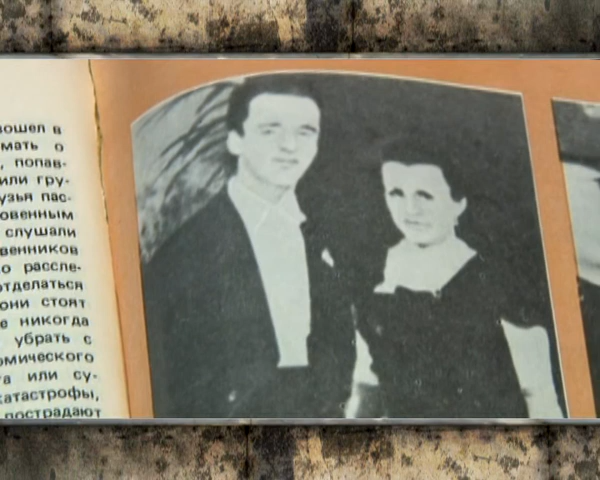 вошел в
мать о
, попав-
или гру-
узья пас-
овенным
слушали
венников
о рассле-
отделаться
они стоят
е никогда
убрать с
омического
та или су-
катастрофы,
пострадают